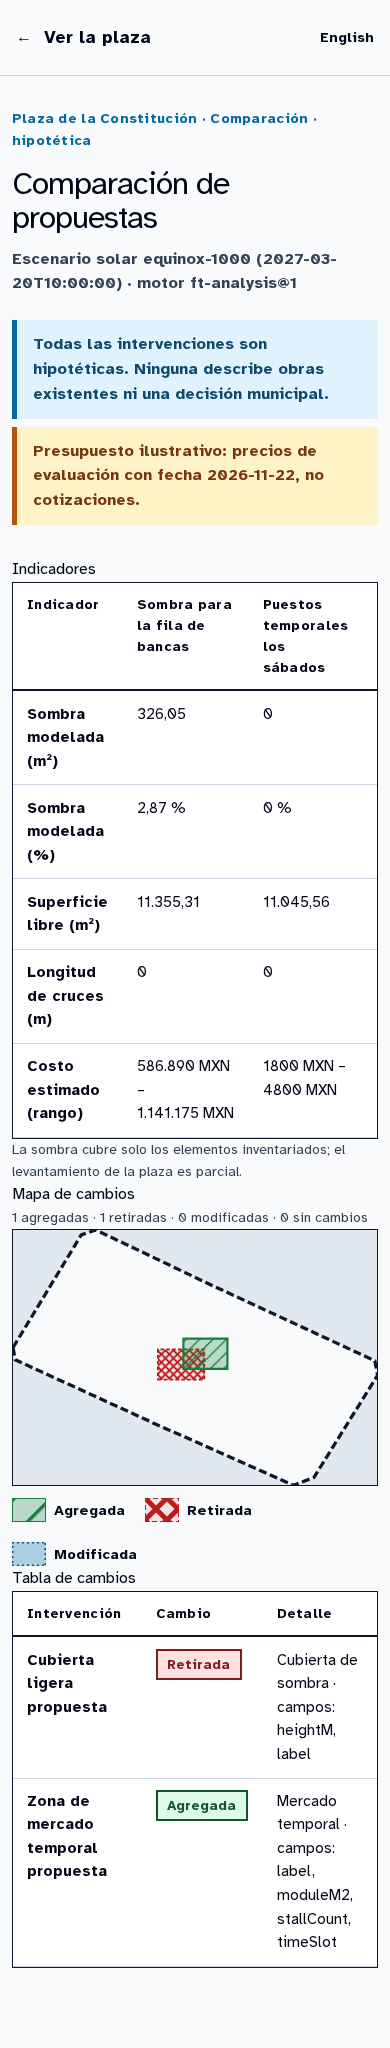 ← Ver la plaza
English
Plaza de la Constitución · Comparación ·
hipotética
Comparación de
propuestas
Escenario solar equinox-1000 (2027-03-
20T10:00:00) · motor ft-analysis@1
Todas las intervenciones son
hipotéticas. Ninguna describe obras
existentes ni una decisión municipal.
Presupuesto ilustrativo: precios de
evaluación con fecha 2026-11-22, no
cotizaciones.
Indicadores
Indicador
Sombra para
la fila de
bancas
Puestos
temporales
los
sábados
Sombra
modelada
(m²)
326,05
0
Sombra
modelada
(%)
2,87 %
0 %
Superficie
libre (m²)
11.355,31
11.045,56
Longitud
de cruces
(m)
0
0
Costo
estimado
(rango)
586.890 MXN
–
1.141.175 MXN
1800 MXN –
4800 MXN
La sombra cubre solo los elementos inventariados; el
levantamiento de la plaza es parcial.
Mapa de cambios
1 agregadas · 1 retiradas · 0 modificadas · 0 sin cambios
Agregada
Retirada
Modificada
Tabla de cambios
Intervención
Cambio
Detalle
Cubierta
ligera
propuesta
Retirada
Cubierta de
sombra ·
campos:
heightM,
label
Zona de
mercado
temporal
propuesta
Agregada
Mercado
temporal ·
campos:
label,
moduleM2,
stallCount,
timeSlot